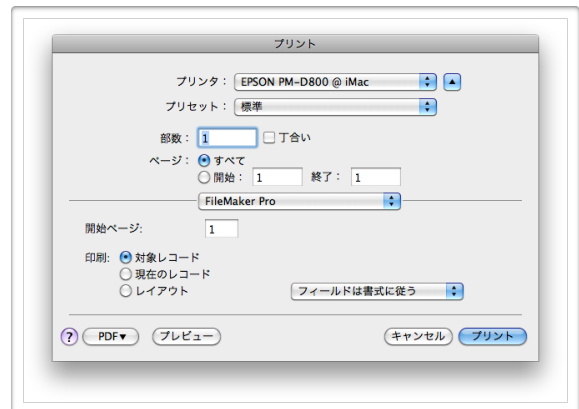 プリント
プリンタ： EPSON PM-D800 @ iMac
プリセット： 標準
部数： 1 丁合い
ページ： すべて
開始： 1 終了： 1
FileMaker Pro
開始ページ: 1
印刷: 対象レコード
現在のレコード
レイアウト フィールドは書式に従う
? PDF▼ プレビュー キャンセル プリント